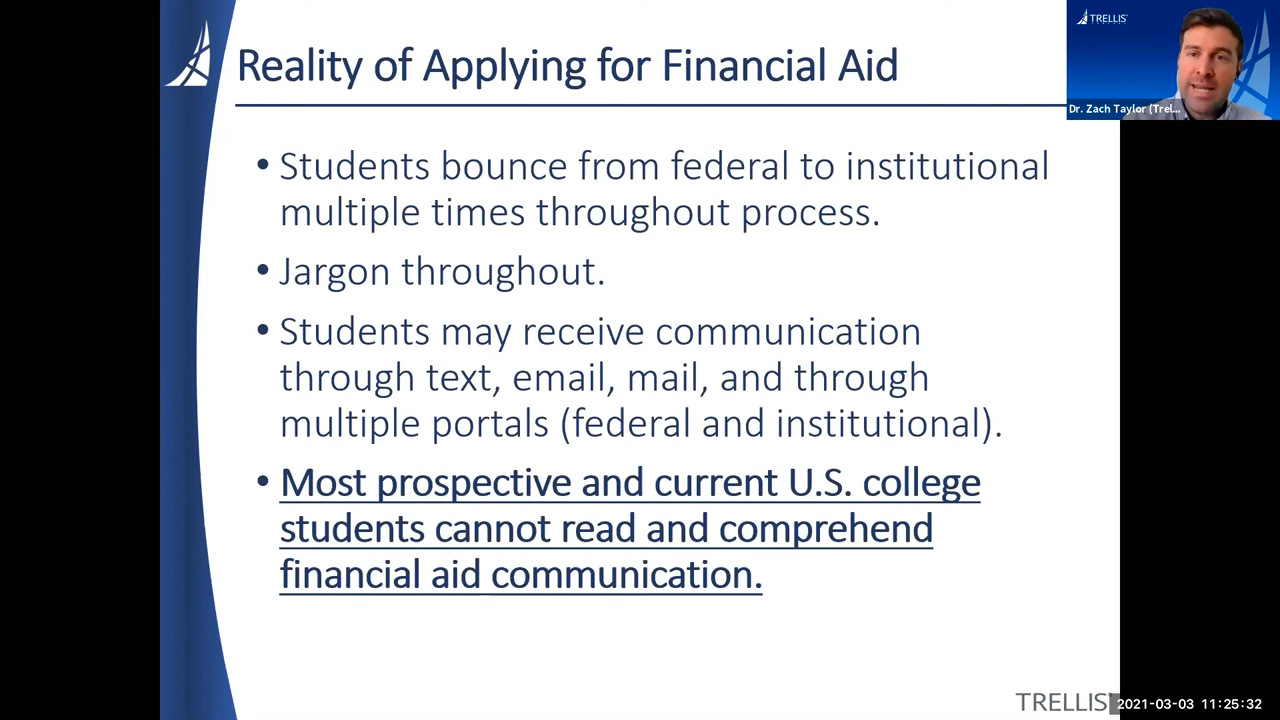 Reality of Applying for Financial Aid
TRELLIS
Dr. Zach Taylor (Trel...
• Students bounce from federal to institutional
multiple times throughout process.
• Jargon throughout.
• Students may receive communication
through text, email, mail, and through
multiple portals (federal and institutional).
• Most prospective and current U.S. college
students cannot read and comprehend
financial aid communication.
TRELLIS
2021-03-03 11:25:32